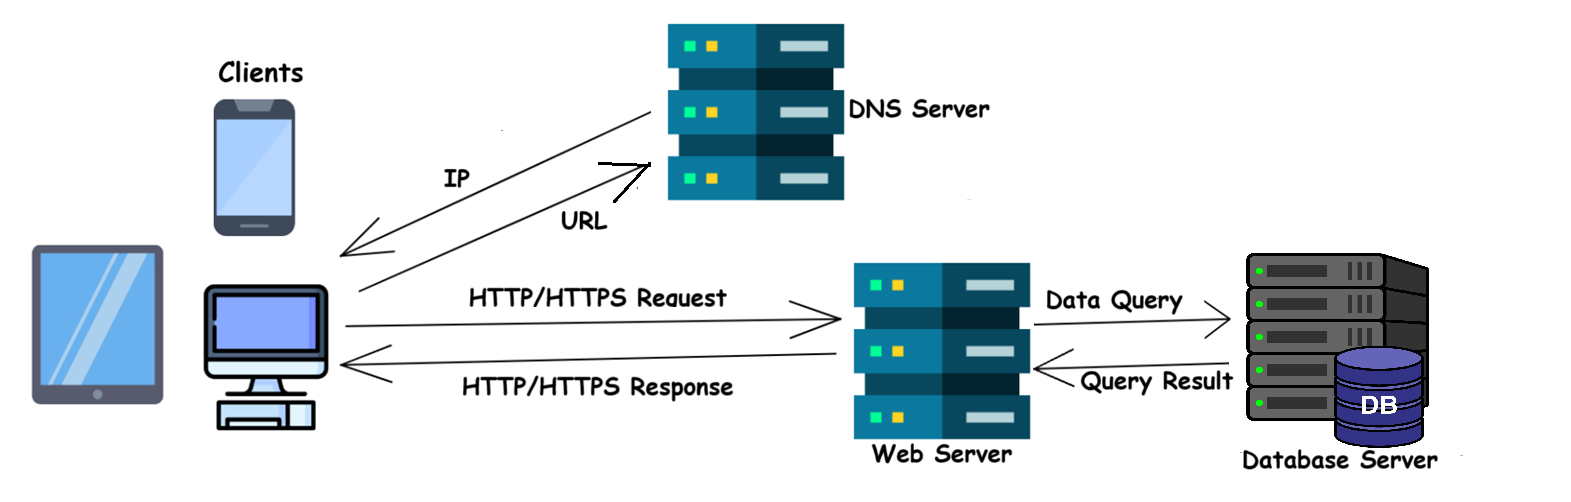 Clients
DNS Server
IP
URL
HTTP/HTTPS Reauest
Data Query
HTTP/HTTPS Response
Query Result
DB
Web Server
Database Server